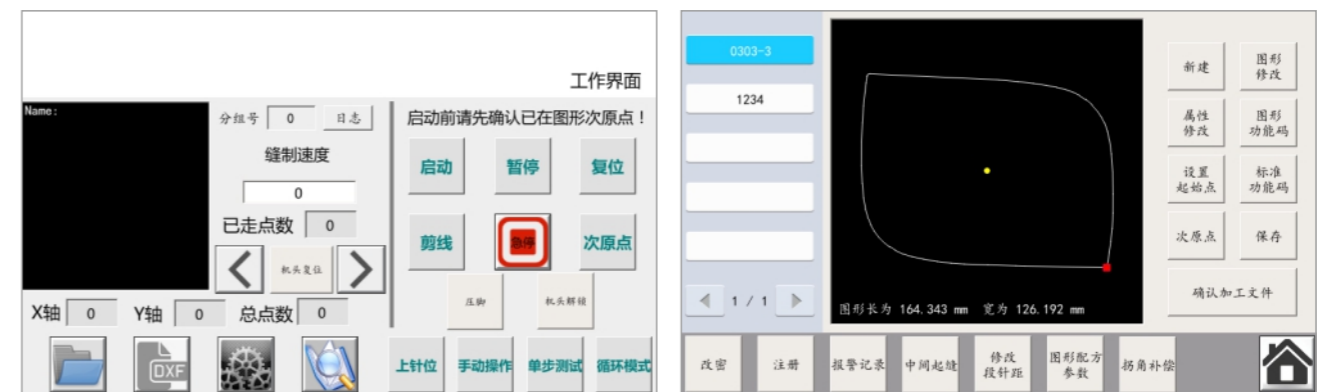 工作界面
Name:
分组号 0 日志
启动前请先确认已在图形次原点！
缝制速度
0
启动 暂停 复位
已走点数 0
剪线 急停 次原点
机头复位
压脚 机头解锁
X轴 0 Y轴 0 总点数 0
DXF
上针位 手动操作 单步测试 循环模式
0303-3
1234
1 / 1
图形长为 164.343 mm 宽为 126.192 mm
新建
图形
修改
属性
修改
图形
功能码
设置
起始点
标准
功能码
次原点
保存
确认加工文件
改密
注册
报警记录
中间起缝
修改
段针距
图形配方
参数
拐角补偿